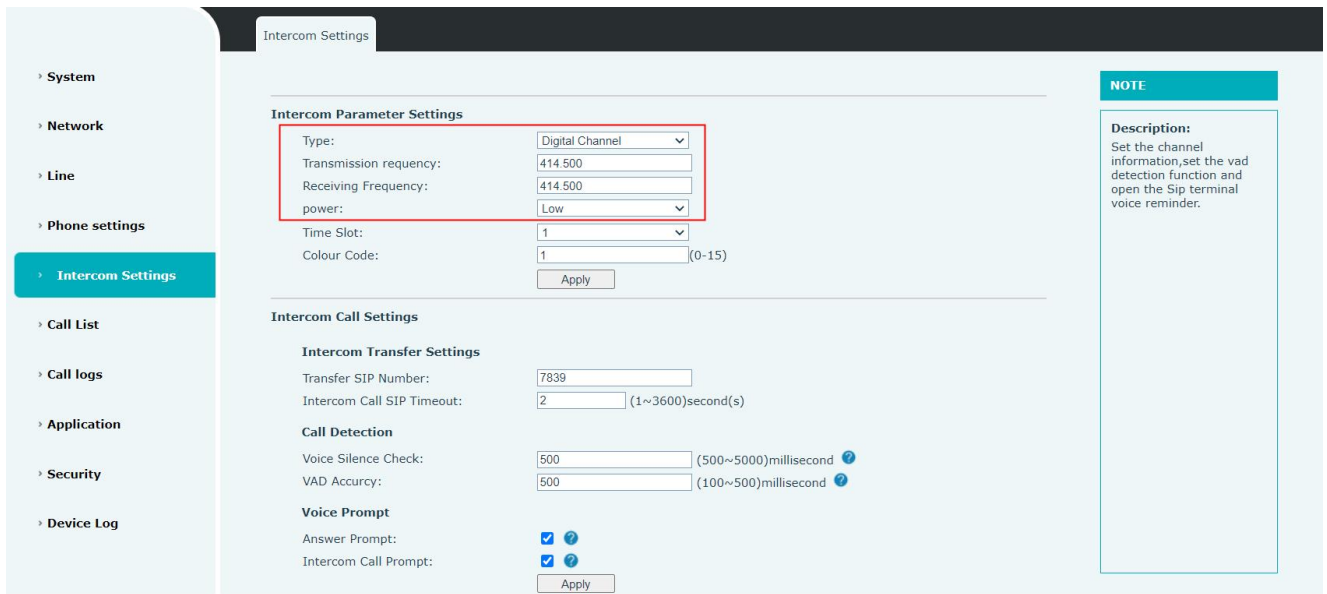 Intercom Settings
System
Network
Line
Phone settings
Intercom Settings
Call List
Call logs
Application
Security
Device Log
Intercom Parameter Settings
Type: Digital Channel
Transmission requency: 414.500
Receiving Frequency: 414.500
power: Low
Time Slot: 1
Colour Code: 1 (0-15)
Apply
Intercom Call Settings
Intercom Transfer Settings
Transfer SIP Number: 7839
Intercom Call SIP Timeout: 2 (1~3600)second(s)
Call Detection
Voice Silence Check: 500 (500~5000)millisecond ?
VAD Accurcy: 500 (100~500)millisecond ?
Voice Prompt
Answer Prompt: ?
Intercom Call Prompt: ?
Apply
NOTE
Description:
Set the channel
information,set the vad
detection function and
open the Sip terminal
voice reminder.